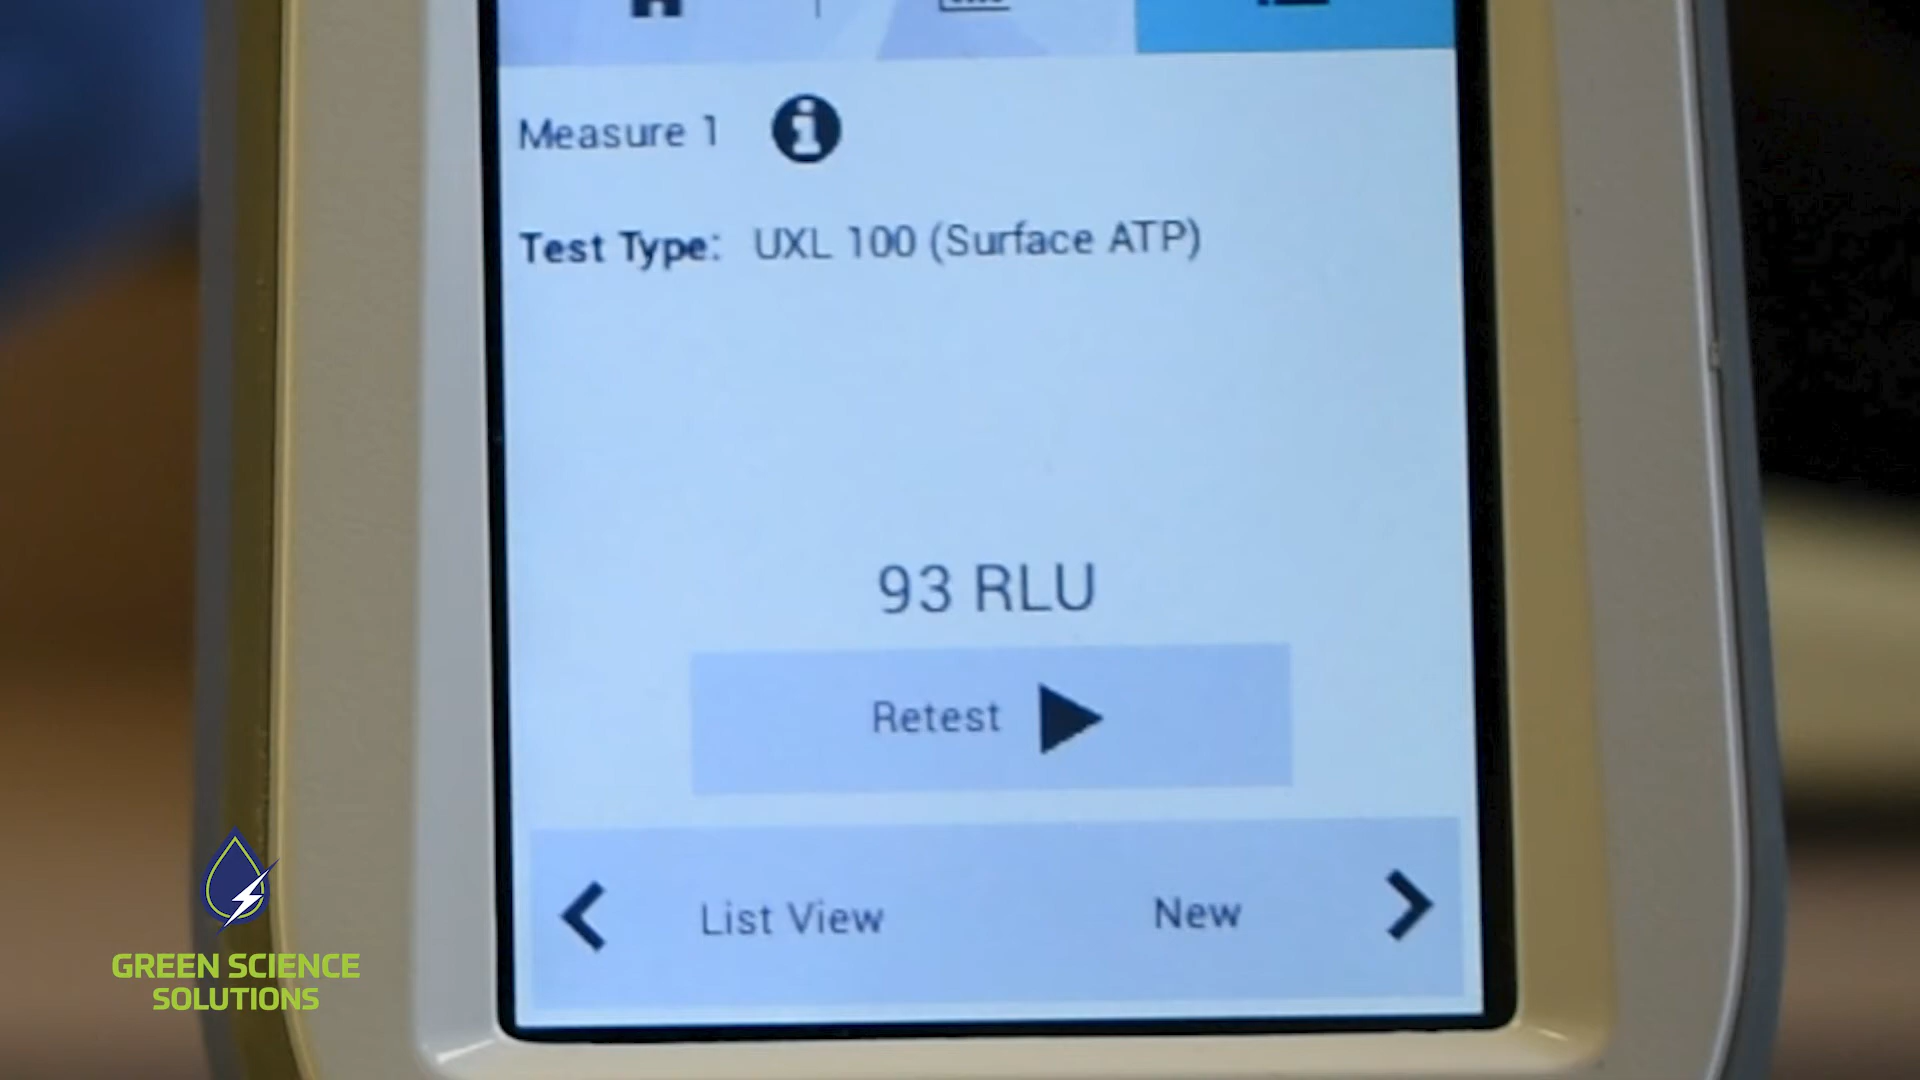 Measure 1
Test Type: UXL 100 (Surface ATP)
93 RLU
Retest
List View
New
GREEN SCIENCE
SOLUTIONS